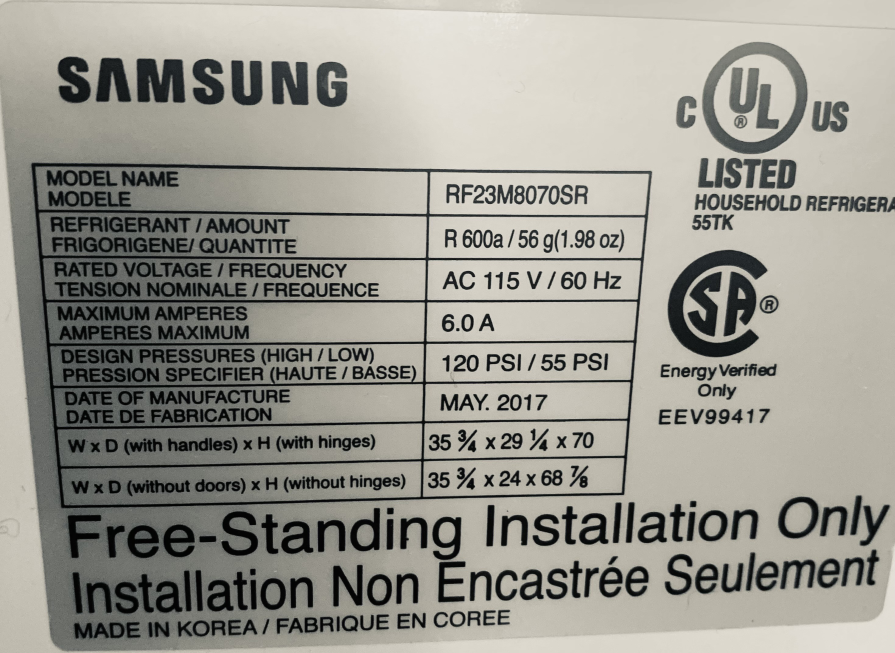 SAMSUNG
C UL® US
LISTED
HOUSEHOLD REFRIGERA
55TK
MODEL NAME
MODELE
RF23M8070SR
REFRIGERANT / AMOUNT
FRIGORIGENE/ QUANTITE
R 600a / 56 g(1.98 oz)
RATED VOLTAGE / FREQUENCY
TENSION NOMINALE / FREQUENCE
AC 115 V / 60 Hz
MAXIMUM AMPERES
AMPERES MAXIMUM
6.0 A
DESIGN PRESSURES (HIGH / LOW)
PRESSION SPECIFIER (HAUTE / BASSE)
120 PSI / 55 PSI
DATE OF MANUFACTURE
DATE DE FABRICATION
MAY. 2017
W x D (with handles) x H (with hinges)
35 ¾ x 29 ¼ x 70
W x D (without doors) x H (without hinges)
35 ¾ x 24 x 68 ⅞
SA®
Energy Verified
Only
EEV99417
Free-Standing Installation Only
Installation Non Encastrée Seulement
MADE IN KOREA / FABRIQUE EN COREE